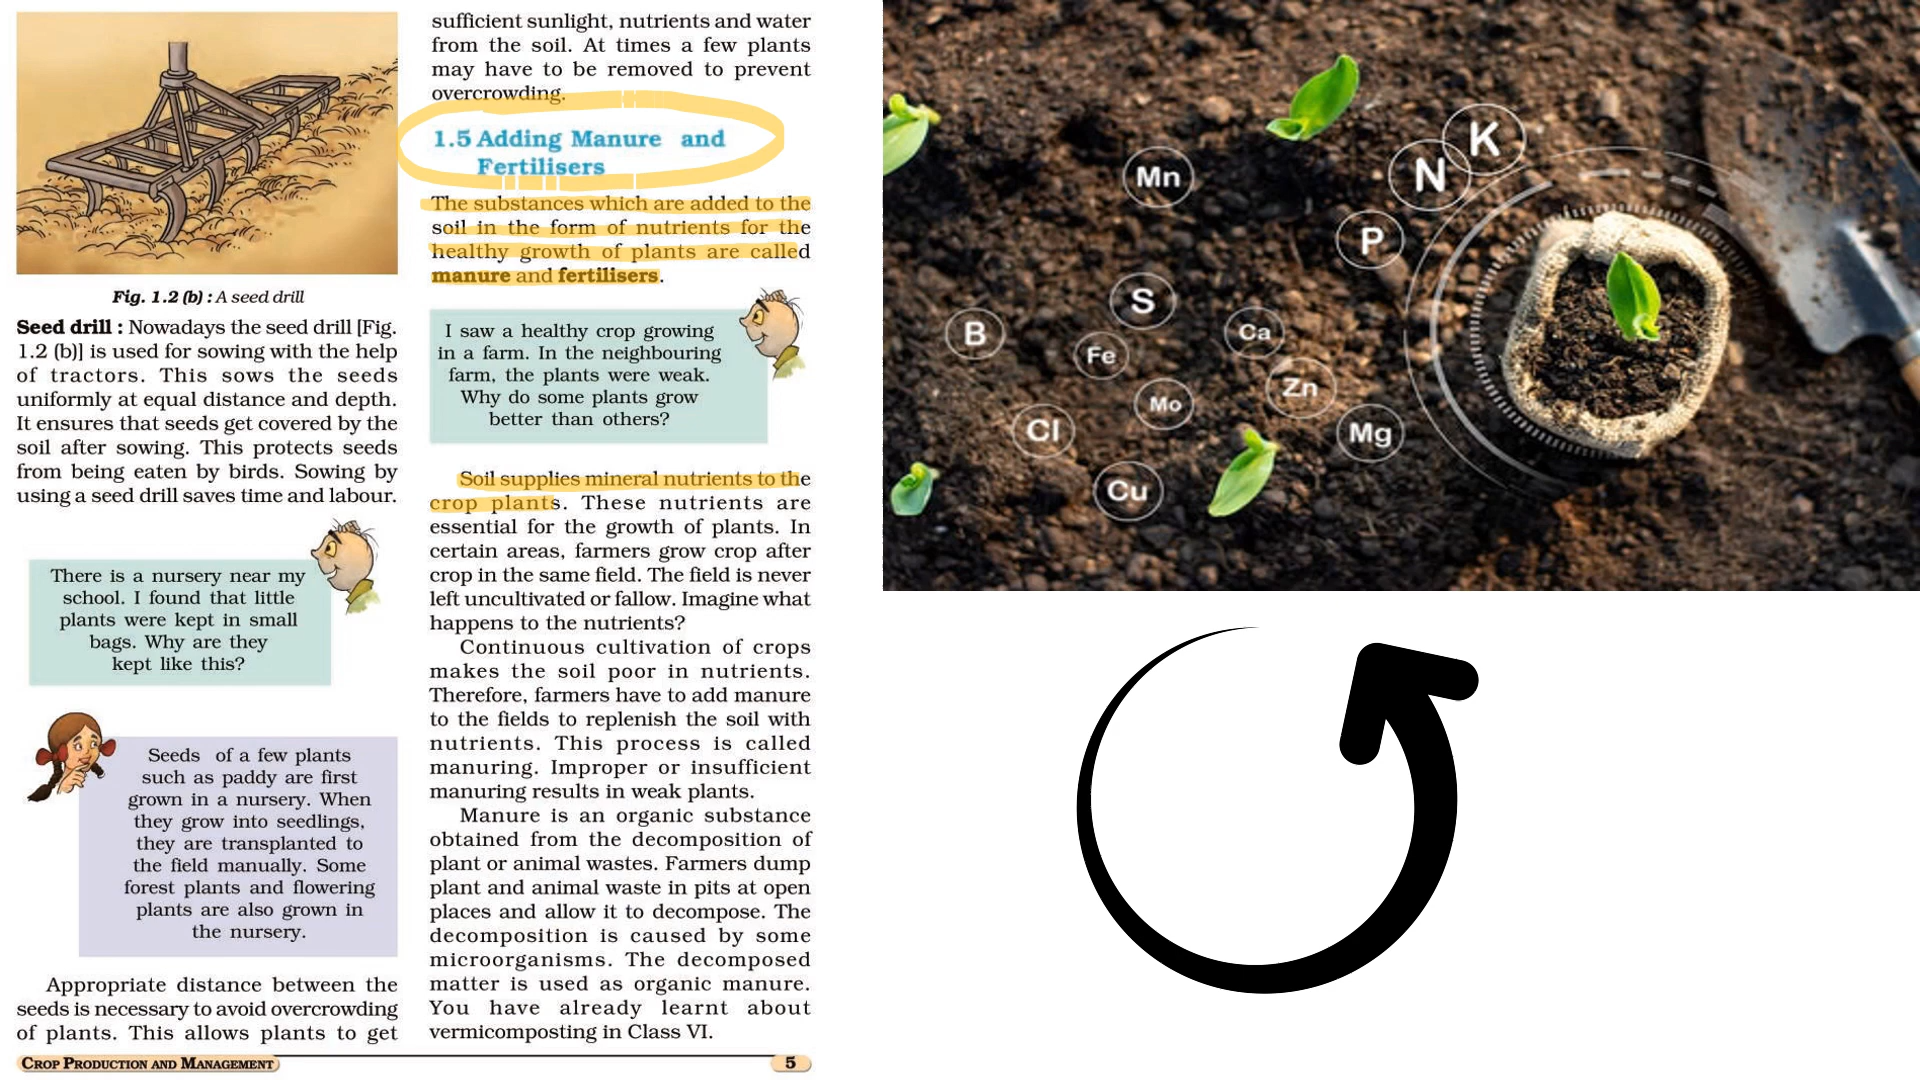 Fig. 1.2 (b) : A seed drill
Seed drill : Nowadays the seed drill [Fig.
1.2 (b)] is used for sowing with the help
of tractors. This sows the seeds
uniformly at equal distance and depth.
It ensures that seeds get covered by the
soil after sowing. This protects seeds
from being eaten by birds. Sowing by
using a seed drill saves time and labour.
There is a nursery near my
school. I found that little
plants were kept in small
bags. Why are they
kept like this?
Seeds of a few plants
such as paddy are first
grown in a nursery. When
they grow into seedlings,
they are transplanted to
the field manually. Some
forest plants and flowering
plants are also grown in
the nursery.
Appropriate distance between the
seeds is necessary to avoid overcrowding
of plants. This allows plants to get
sufficient sunlight, nutrients and water
from the soil. At times a few plants
may have to be removed to prevent
overcrowding.
1.5 Adding Manure and
Fertilisers
The substances which are added to the
soil in the form of nutrients for the
healthy growth of plants are called
manure and fertilisers.
I saw a healthy crop growing
in a farm. In the neighbouring
farm, the plants were weak.
Why do some plants grow
better than others?
Soil supplies mineral nutrients to the
crop plants. These nutrients are
essential for the growth of plants. In
certain areas, farmers grow crop after
crop in the same field. The field is never
left uncultivated or fallow. Imagine what
happens to the nutrients?
Continuous cultivation of crops
makes the soil poor in nutrients.
Therefore, farmers have to add manure
to the fields to replenish the soil with
nutrients. This process is called
manuring. Improper or insufficient
manuring results in weak plants.
Manure is an organic substance
obtained from the decomposition of
plant or animal wastes. Farmers dump
plant and animal waste in pits at open
places and allow it to decompose. The
decomposition is caused by some
microorganisms. The decomposed
matter is used as organic manure.
You have already learnt about
vermicomposting in Class VI.
CROP PRODUCTION AND MANAGEMENT
5
K
N
Mn
P
S
B
Ca
Fe
Zn
Mo
Cl
Mg
Cu